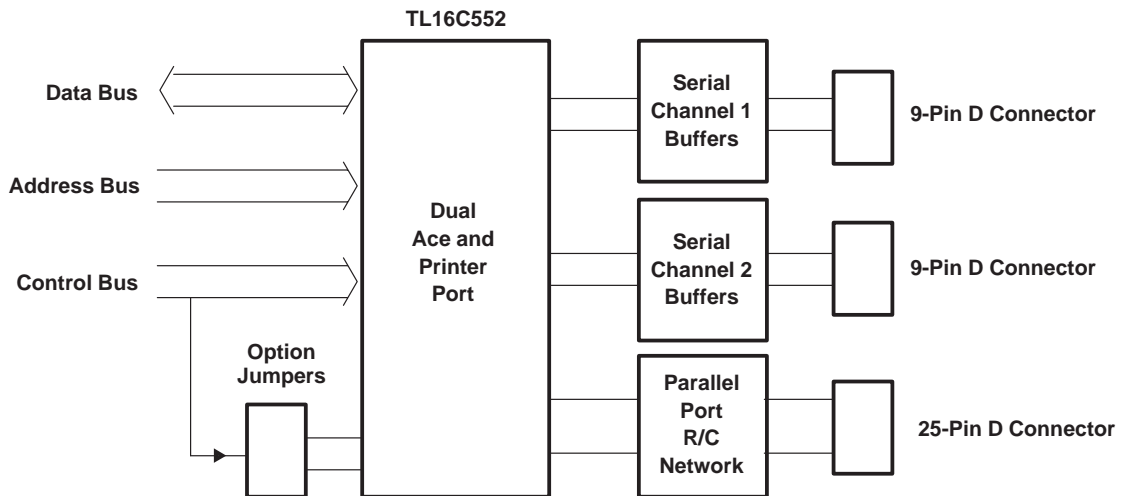 TL16C552
Data Bus
Address Bus
Control Bus
Option
Jumpers
Dual
Ace and
Printer
Port
Serial
Channel 1
Buffers
9-Pin D Connector
Serial
Channel 2
Buffers
9-Pin D Connector
Parallel
Port
R/C
Network
25-Pin D Connector